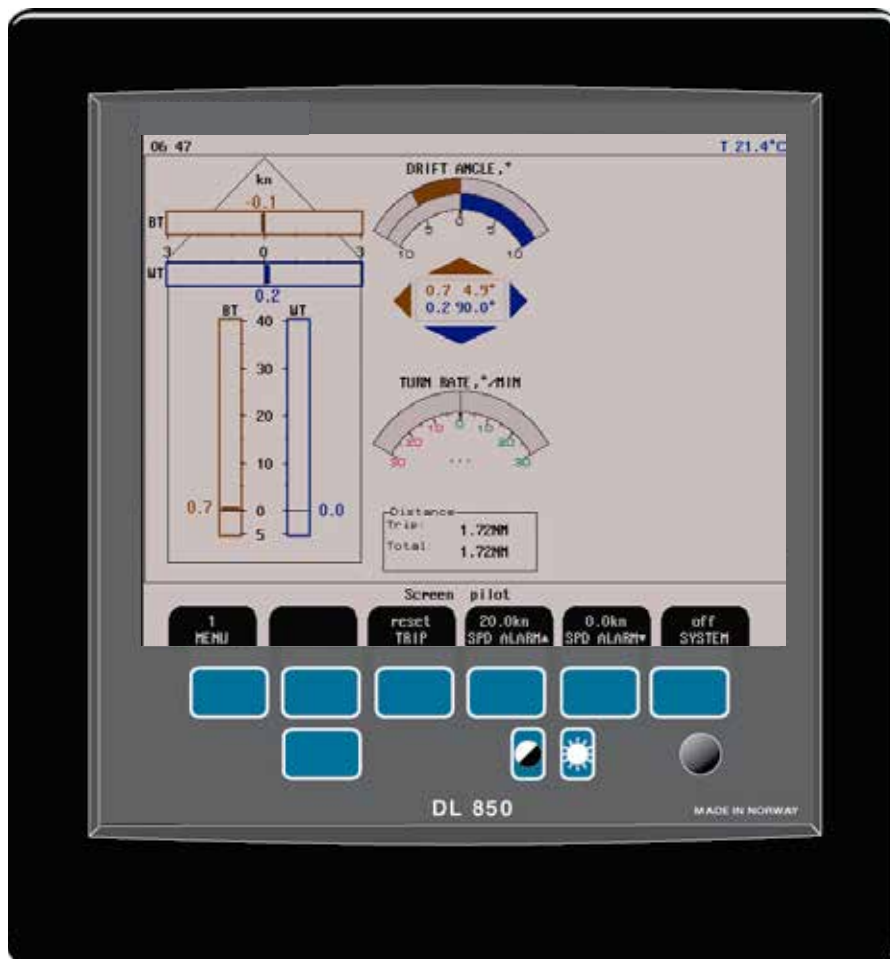 06 47
T 21.4°C
kn
-0.1
BT
3 0 3
WT
0.2
BT WT
40
30
20
10
0.7 0 0.0
5
DRIFT ANGLE,°
10 5 0 5 10
0.7 4.9°
0.2 90.0°
TURN RATE,°/MIN
30 20 10 0 10 20 30
...
Distance
Trip: 1.72NM
Total 1.72NM
Screen pilot
1 reset 20.0kn 0.0kn off
MENU TRIP SPD ALARM▲ SPD ALARM▼ SYSTEM
DL 850
MADE IN NORWAY